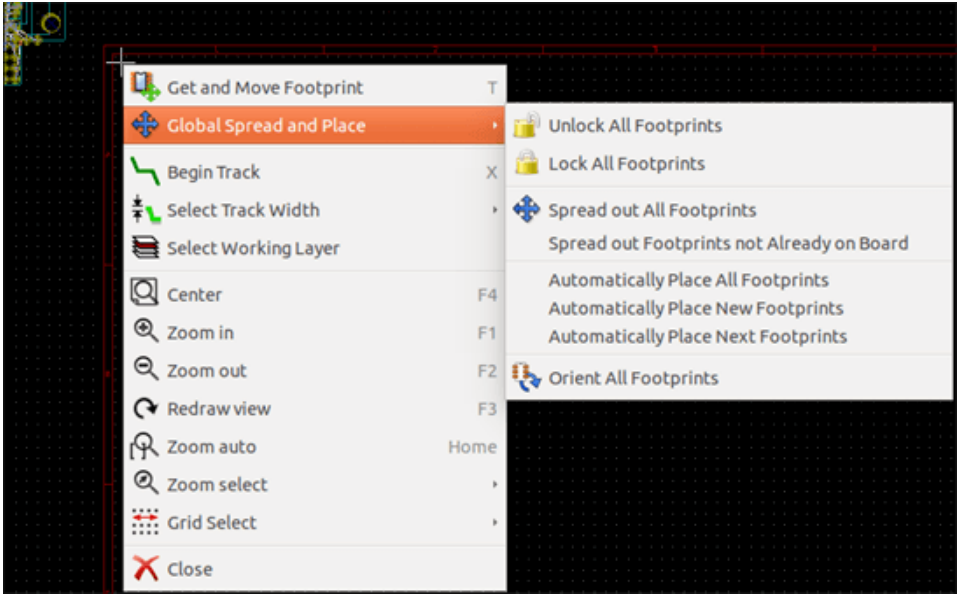 Get and Move Footprint T
Global Spread and Place
Begin Track X
Select Track Width
Select Working Layer
Center F4
Zoom in F1
Zoom out F2
Redraw view F3
Zoom auto Home
Zoom select
Grid Select
Close
Unlock All Footprints
Lock All Footprints
Spread out All Footprints
Spread out Footprints not Already on Board
Automatically Place All Footprints
Automatically Place New Footprints
Automatically Place Next Footprints
Orient All Footprints